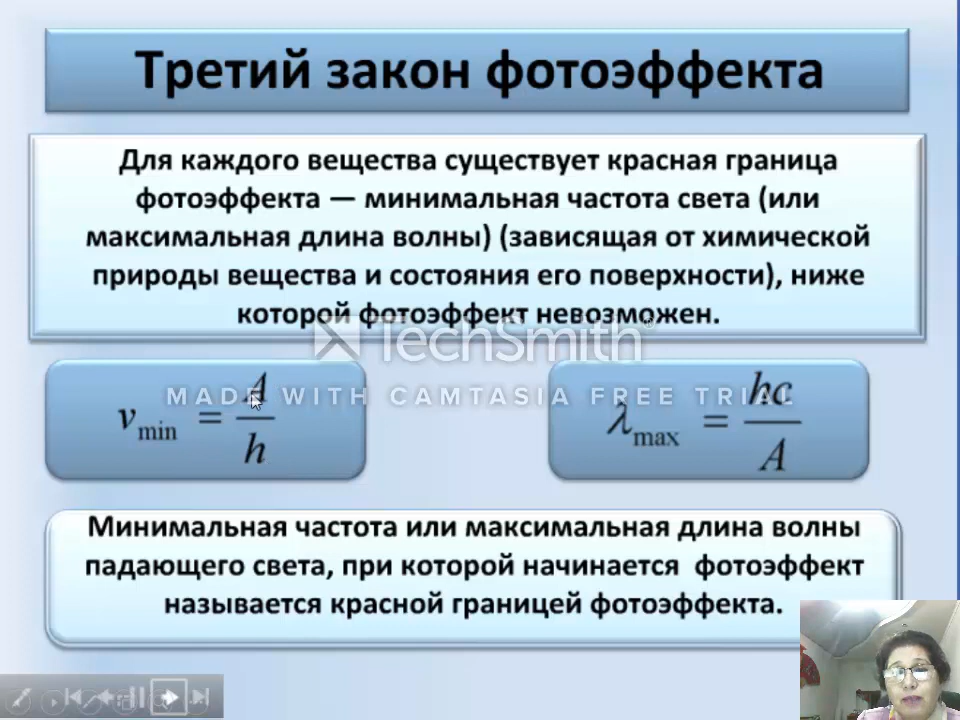 Третий закон фотоэффекта
Для каждого вещества существует красная граница
фотоэффекта — минимальная частота света (или
максимальная длина волны) (зависящая от химической
природы вещества и состояния его поверхности), ниже
которой фотоэффект невозможен.
TechSmith®
MADE WITH CAMTASIA FREE TRIAL
ν min = A / h
λ max = hc / A
Минимальная частота или максимальная длина волны
падающего света, при которой начинается фотоэффект
называется красной границей фотоэффекта.